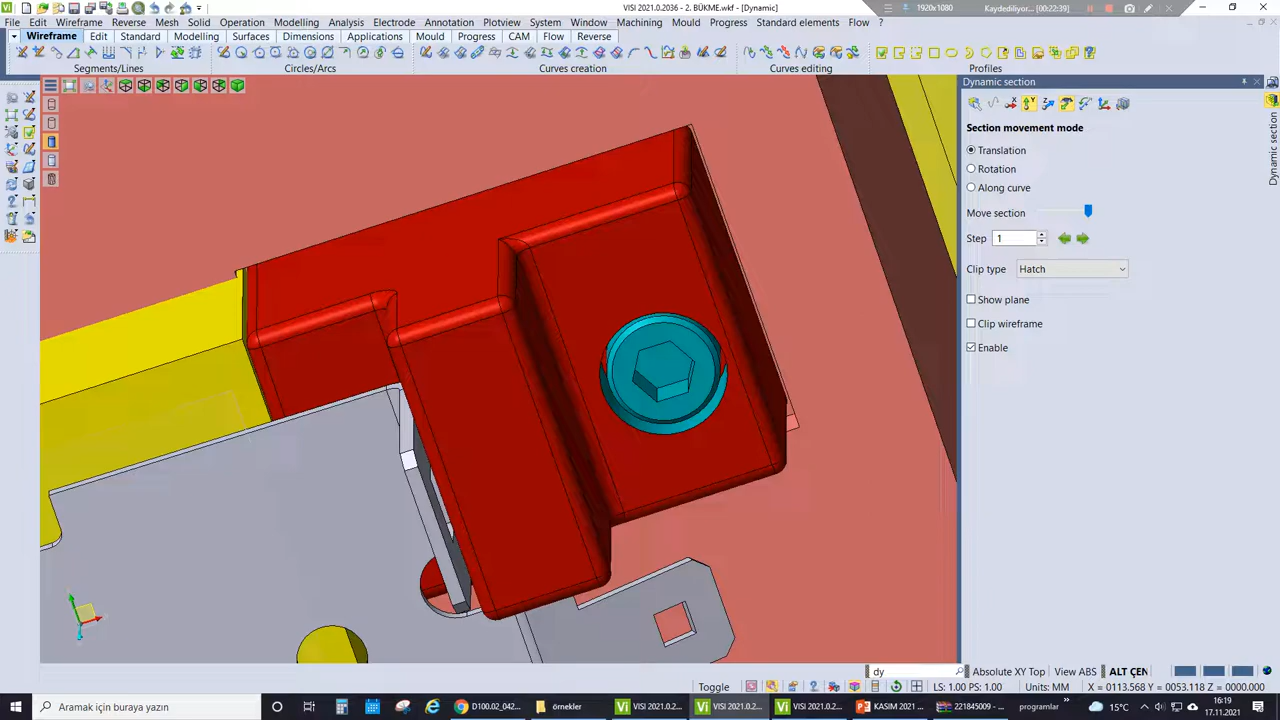 VISI 2021.0.2036 - 2. BÜKME.wkf - [Dynamic]
1920x1080
Kaydediliyor...
[00:22:39]
File Edit Wireframe Reverse Mesh Solid Operation Modelling Analysis Electrode Annotation Plotview System Window Machining Mould Progress Standard elements Flow ?
Wireframe Edit Standard Modelling Surfaces Dimensions Applications Mould Progress CAM Flow Reverse
Segments/Lines Circles/Arcs Curves creation Curves editing Profiles
Dynamic section
Section movement mode
Translation
Rotation
Along curve
Move section
Step 1
Clip type Hatch
Show plane
Clip wireframe
Enable
Dynamic section
dy
Absolute XY Top View ABS ALT ÇEN
Toggle LS: 1.00 PS: 1.00 Units: MM X = 0113.568 Y = 0053.118 Z = 0000.000
Arama için buraya yazın
D100.02_042...
örnekler
VISI 2021.0.2...
VISI 2021.0.2...
VISI 2021.0.2...
KASIM 2021 ...
221845009 - ...
programlar
15°C
16:19
17.11.2021